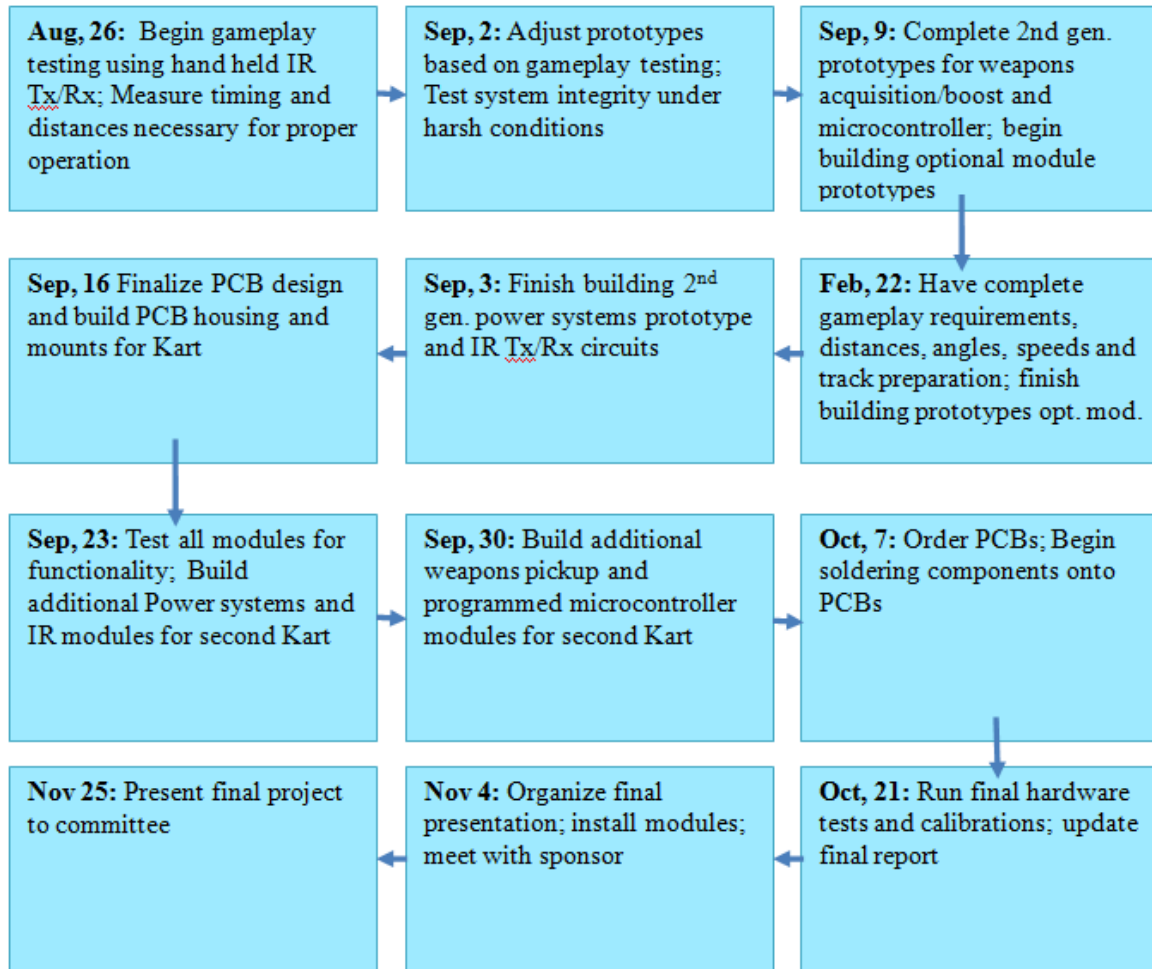 Aug, 26: Begin gameplay
testing using hand held IR
Tx/Rx; Measure timing and
distances necessary for proper
operation
Sep, 2: Adjust prototypes
based on gameplay testing;
Test system integrity under
harsh conditions
Sep, 9: Complete 2nd gen.
prototypes for weapons
acquisition/boost and
microcontroller; begin
building optional module
prototypes
Feb, 22: Have complete
gameplay requirements,
distances, angles, speeds and
track preparation; finish
building prototypes opt. mod.
Sep, 3: Finish building 2nd
gen. power systems prototype
and IR Tx/Rx circuits
Sep, 16 Finalize PCB design
and build PCB housing and
mounts for Kart
Sep, 23: Test all modules for
functionality; Build
additional Power systems and
IR modules for second Kart
Sep, 30: Build additional
weapons pickup and
programmed microcontroller
modules for second Kart
Oct, 7: Order PCBs; Begin
soldering components onto
PCBs
Oct, 21: Run final hardware
tests and calibrations; update
final report
Nov 4: Organize final
presentation; install modules;
meet with sponsor
Nov 25: Present final project
to committee